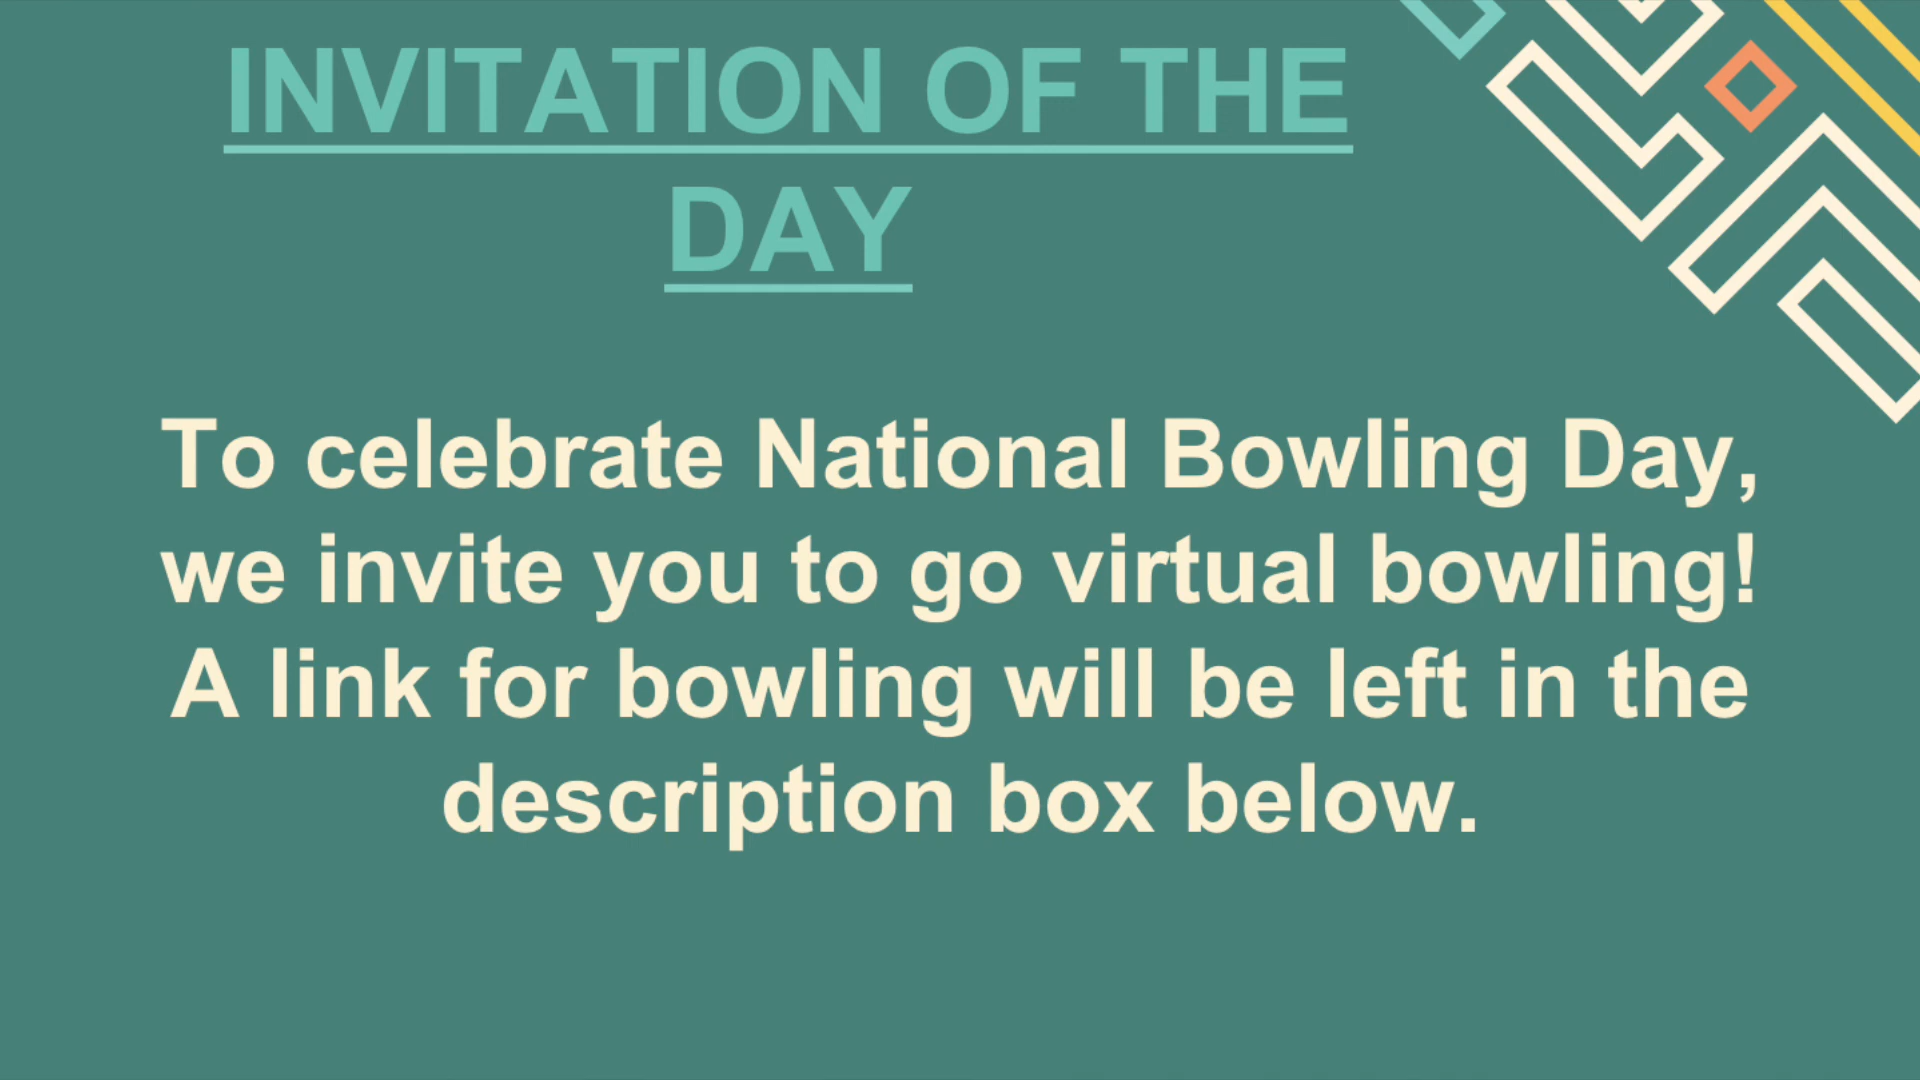 INVITATION OF THE
DAY
To celebrate National Bowling Day,
we invite you to go virtual bowling!
A link for bowling will be left in the
description box below.